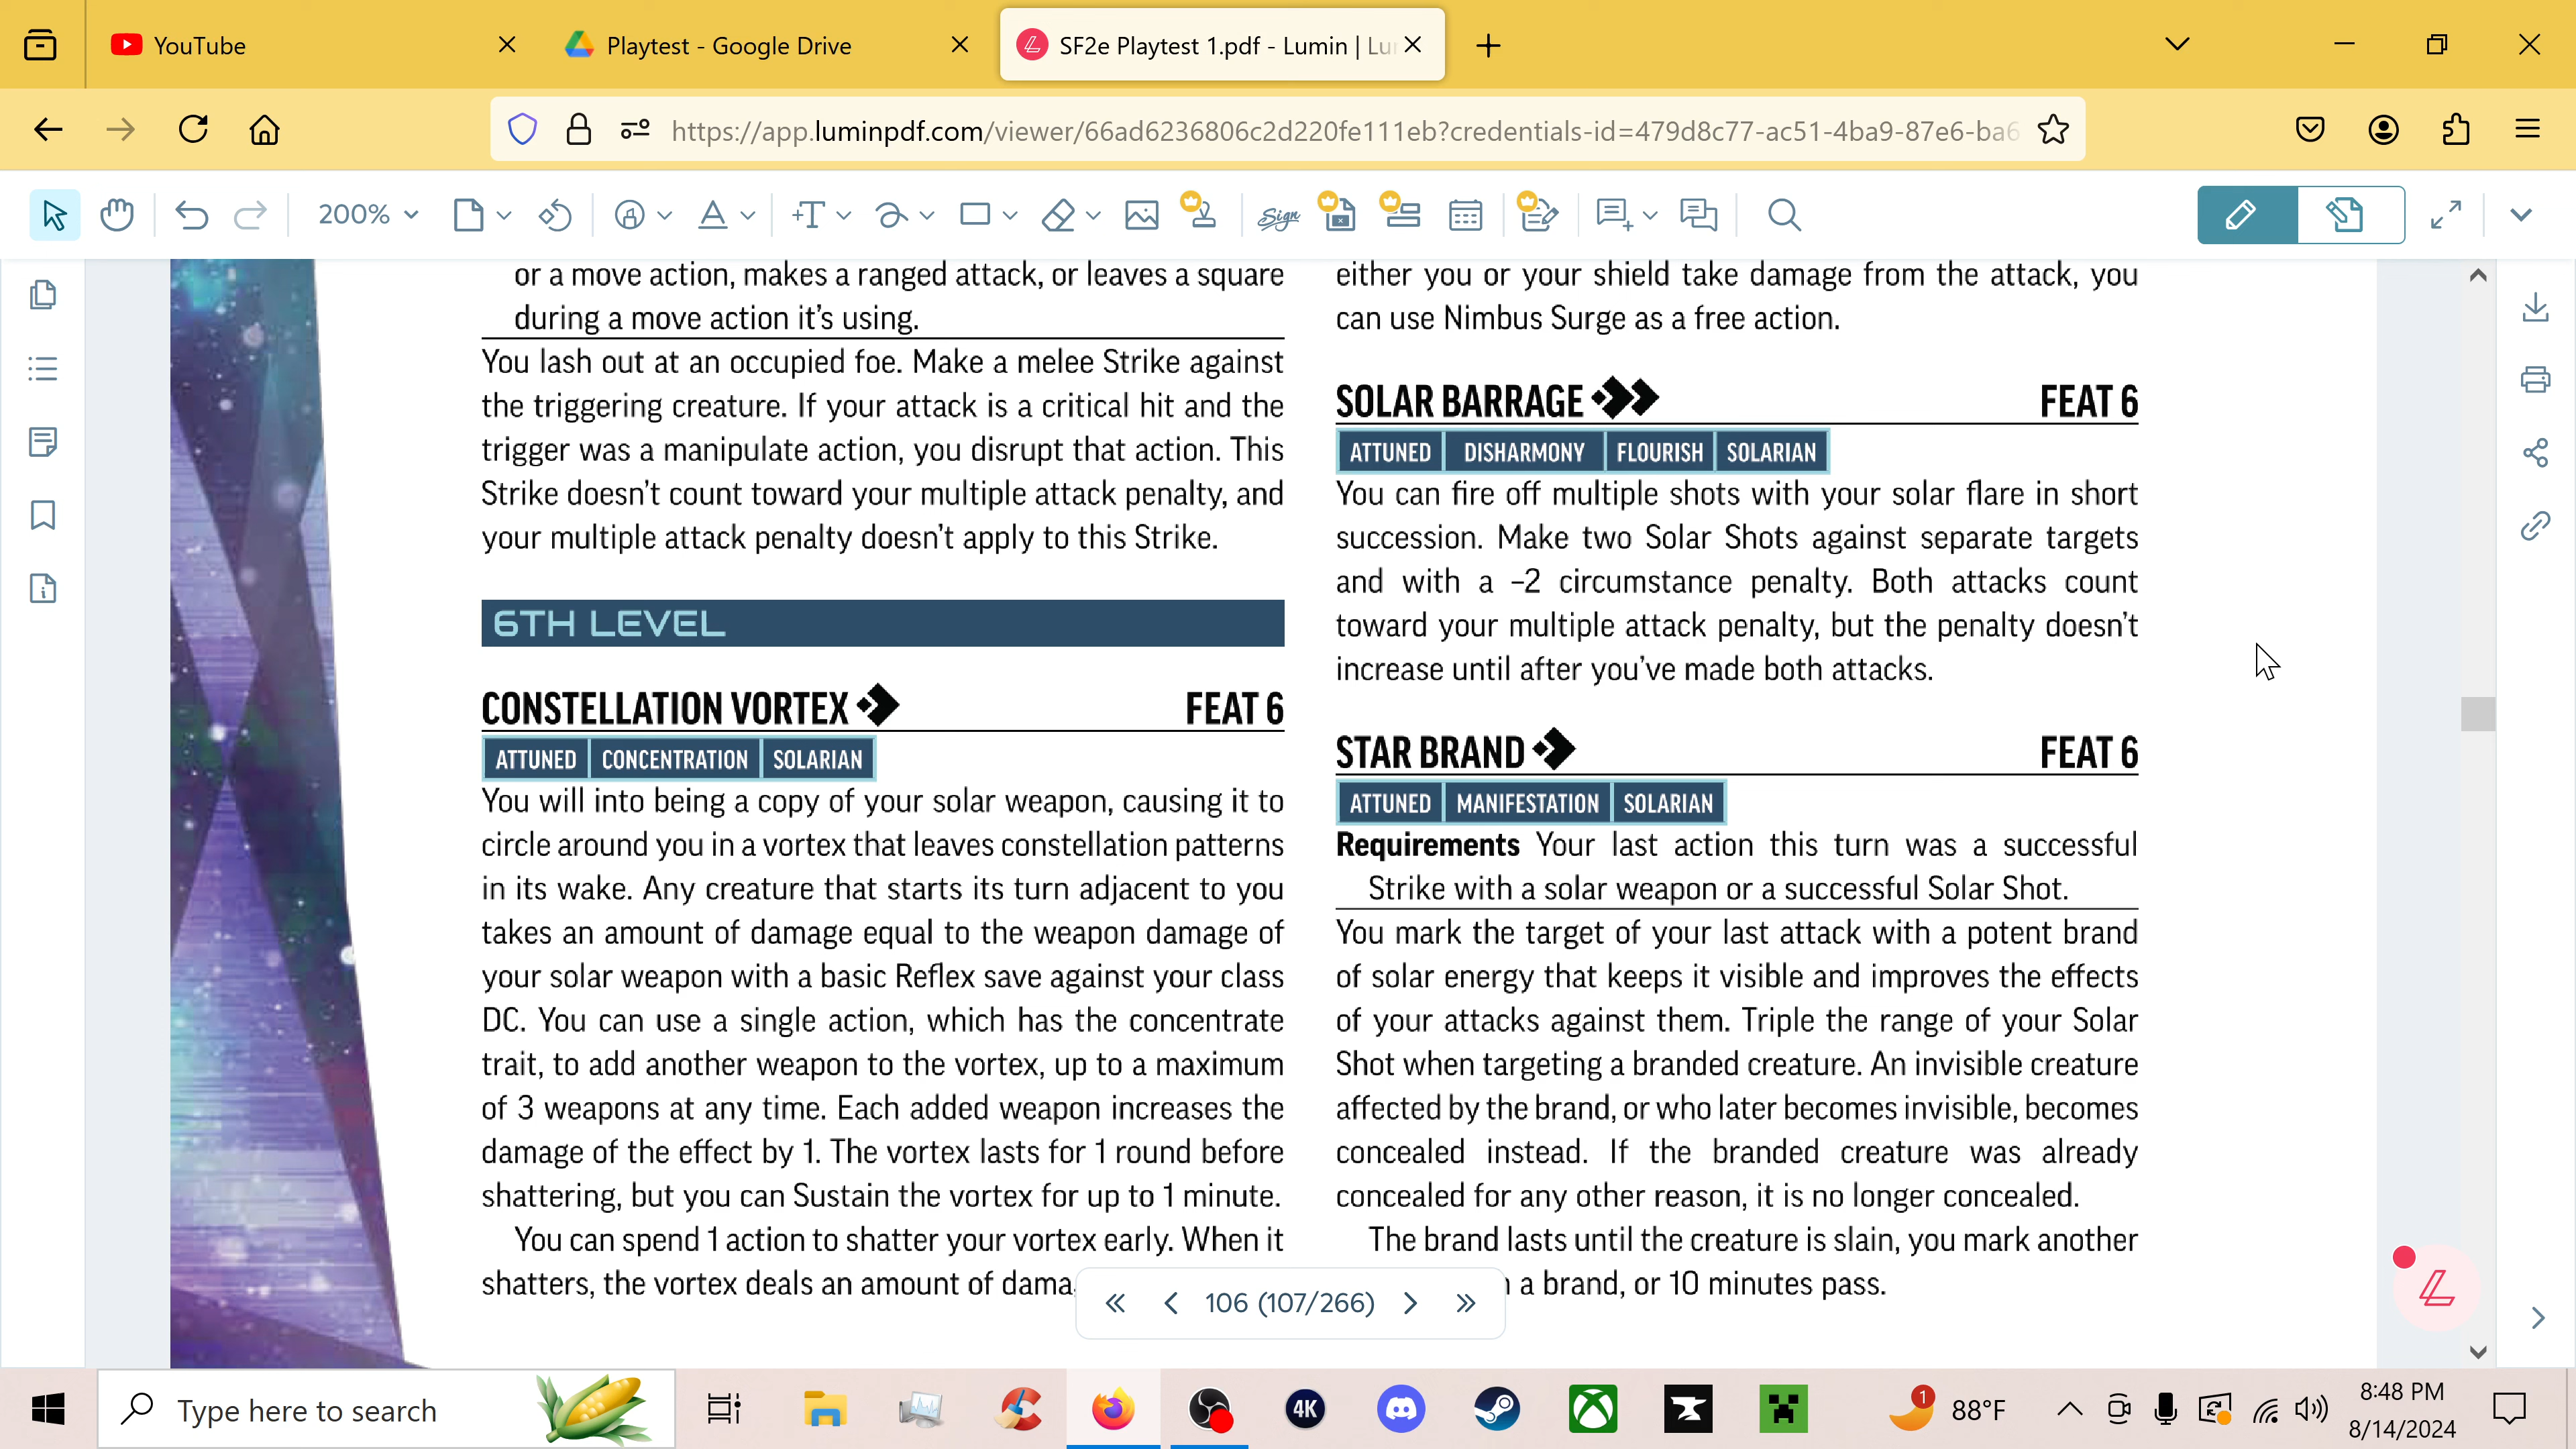 YouTube
Playtest - Google Drive
SF2e Playtest 1.pdf - Lumin | Lu
https://app.luminpdf.com/viewer/66ad6236806c2d220fe111eb?credentials-id=479d8c77-ac51-4ba9-87e6-ba6
200%
Sign
or a move action, makes a ranged attack, or leaves a square
during a move action it's using.
You lash out at an occupied foe. Make a melee Strike against
the triggering creature. If your attack is a critical hit and the
trigger was a manipulate action, you disrupt that action. This
Strike doesn't count toward your multiple attack penalty, and
your multiple attack penalty doesn't apply to this Strike.
6TH LEVEL
CONSTELLATION VORTEX FEAT 6
ATTUNED CONCENTRATION SOLARIAN
You will into being a copy of your solar weapon, causing it to
circle around you in a vortex that leaves constellation patterns
in its wake. Any creature that starts its turn adjacent to you
takes an amount of damage equal to the weapon damage of
your solar weapon with a basic Reflex save against your class
DC. You can use a single action, which has the concentrate
trait, to add another weapon to the vortex, up to a maximum
of 3 weapons at any time. Each added weapon increases the
damage of the effect by 1. The vortex lasts for 1 round before
shattering, but you can Sustain the vortex for up to 1 minute.
You can spend 1 action to shatter your vortex early. When it
shatters, the vortex deals an amount of dama
either you or your shield take damage from the attack, you
can use Nimbus Surge as a free action.
SOLAR BARRAGE FEAT 6
ATTUNED DISHARMONY FLOURISH SOLARIAN
You can fire off multiple shots with your solar flare in short
succession. Make two Solar Shots against separate targets
and with a –2 circumstance penalty. Both attacks count
toward your multiple attack penalty, but the penalty doesn't
increase until after you've made both attacks.
STAR BRAND FEAT 6
ATTUNED MANIFESTATION SOLARIAN
Requirements Your last action this turn was a successful
Strike with a solar weapon or a successful Solar Shot.
You mark the target of your last attack with a potent brand
of solar energy that keeps it visible and improves the effects
of your attacks against them. Triple the range of your Solar
Shot when targeting a branded creature. An invisible creature
affected by the brand, or who later becomes invisible, becomes
concealed instead. If the branded creature was already
concealed for any other reason, it is no longer concealed.
The brand lasts until the creature is slain, you mark another
a brand, or 10 minutes pass.
106 (107/266)
Type here to search
4K
1
88°F
8:48 PM
8/14/2024